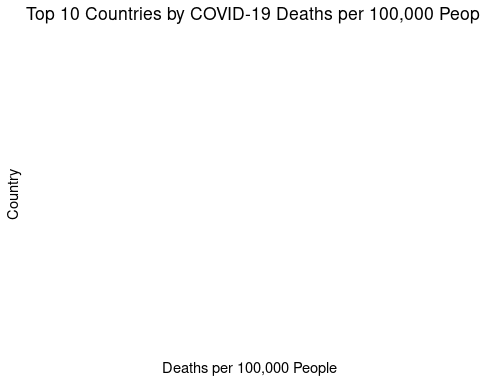 Top 10 Countries by COVID-19 Deaths per 100,000 Peop
Country
Deaths per 100,000 People